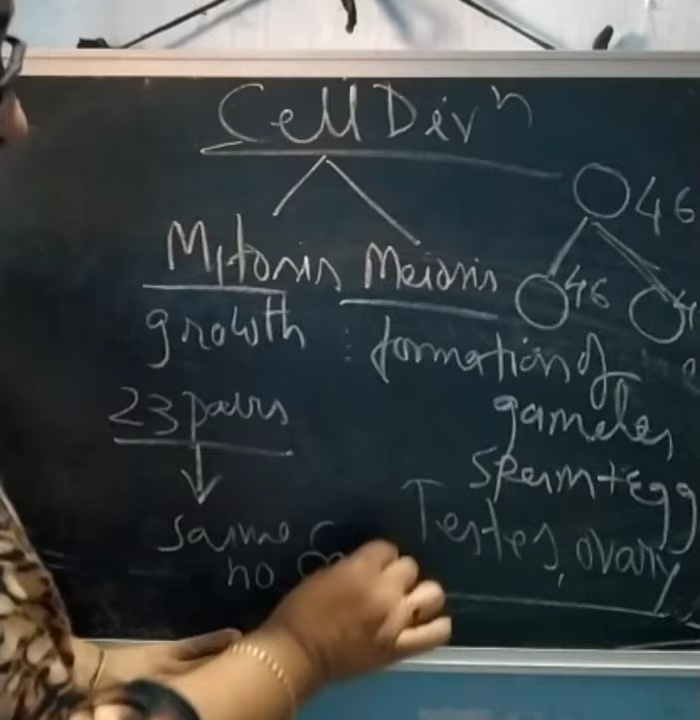 Cell Divn
46
Mitosis Meiosis
46
growth : formation of
gametes,
23 pairs
Sperm + Egg
Testes, ovary
same
no